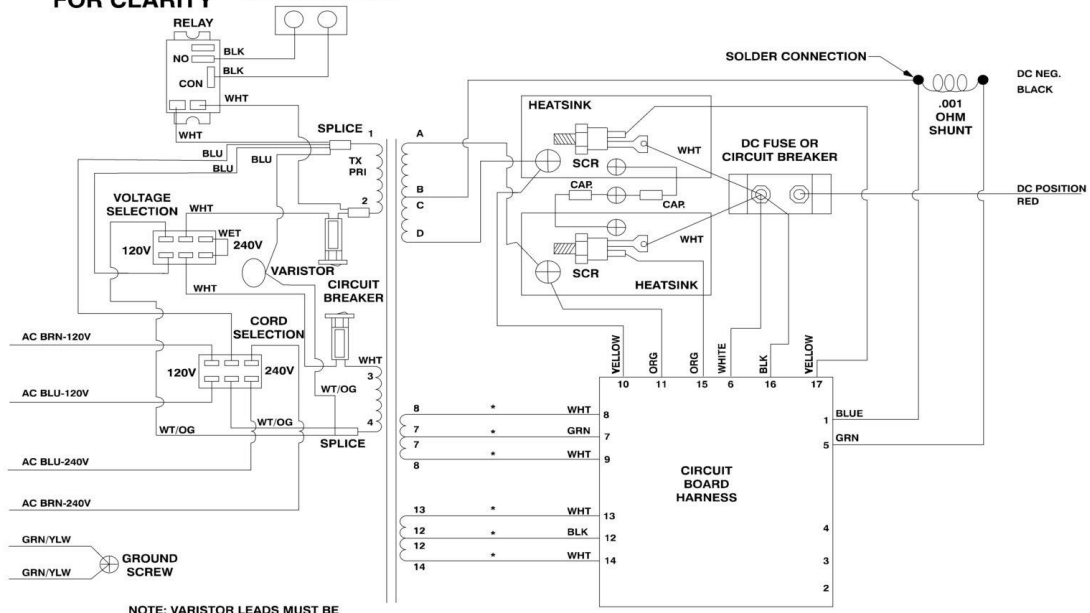 FOR CLARITY
RELAY
NO
BLK
CON
BLK
WHT
WHT
BLU
BLU
BLU
SPLICE
1
TX
PRI
2
A
B
C
D
VOLTAGE
SELECTION
WHT
WET
120V
240V
WHT
VARISTOR
CIRCUIT
BREAKER
CORD
SELECTION
120V
240V
WHT
3
WT/OG
4
WT/OG
WT/OG
SPLICE
AC BRN-120V
AC BLU-120V
AC BLU-240V
AC BRN-240V
GRN/YLW
GRN/YLW
GROUND
SCREW
NOTE: VARISTOR LEADS MUST BE
HEATSINK
SCR
WHT
CAP.
CAP.
WHT
SCR
HEATSINK
SOLDER CONNECTION
.001
OHM
SHUNT
DC NEG.
BLACK
DC FUSE OR
CIRCUIT BREAKER
DC POSITION
RED
YELLOW
ORG
ORG
WHITE
BLK
YELLOW
10 11 15 6 16 17
8 * WHT 8
7 * GRN 7
7 * WHT 9
8
13 * WHT 13
12 * BLK 12
12 * WHT 14
14
1 BLUE
5 GRN
CIRCUIT
BOARD
HARNESS
4
3
2